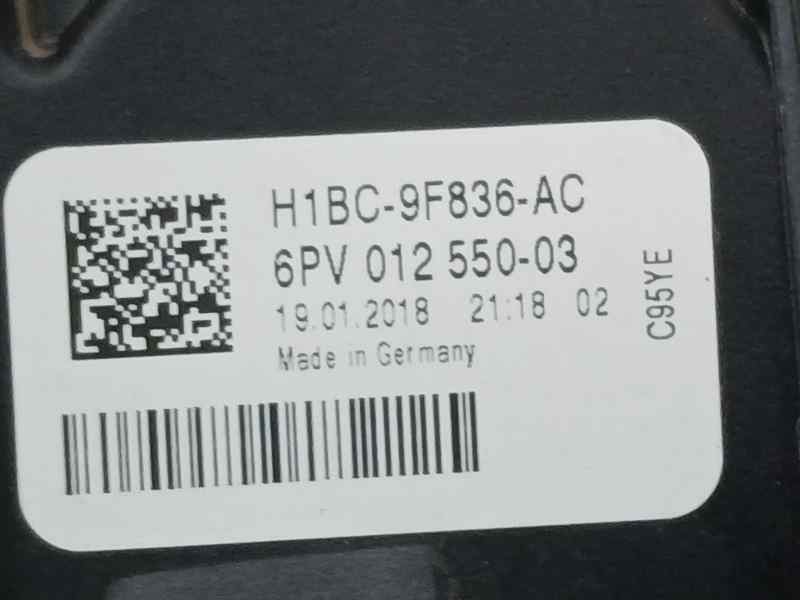 H1BC-9F836-AC
6PV 012 550-03
19.01.2018 21:18 02
Made in Germany
C95YE